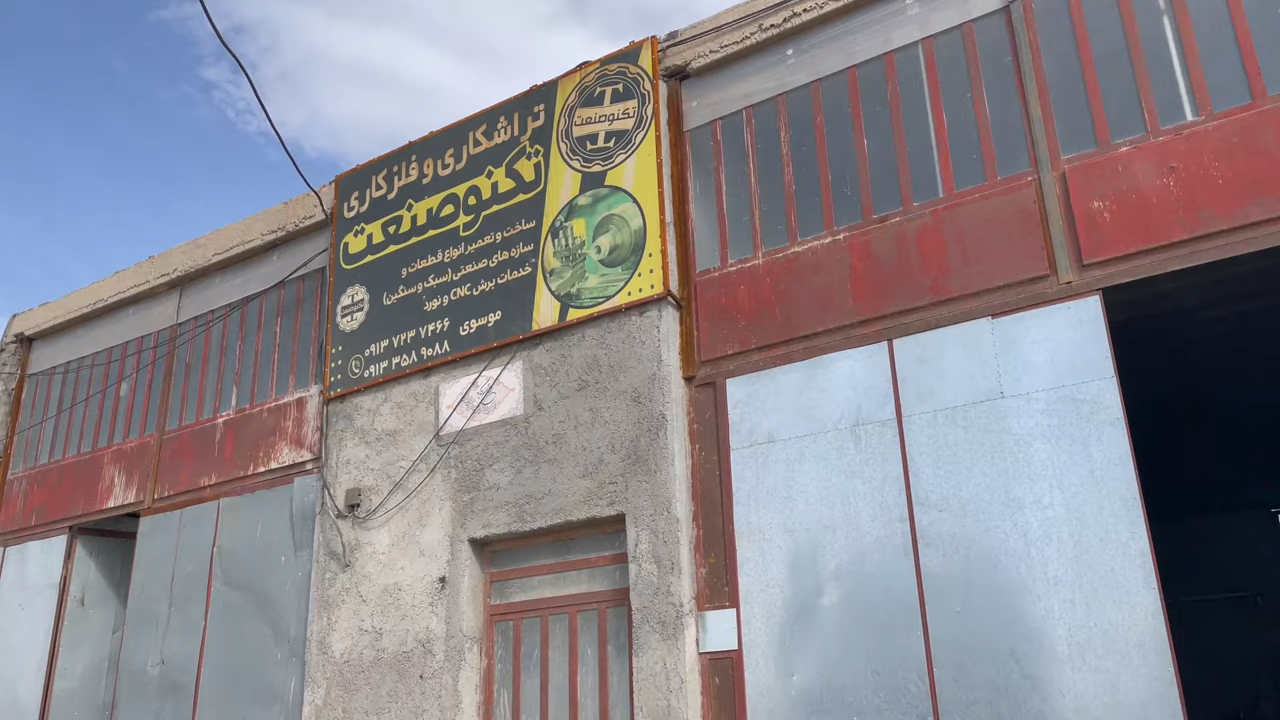 تراشکاری و فلزکاری
تکنوصنعت
ساخت و تعمیر انواع قطعات و
سازه های صنعتی (سبک و سنگین)
"خدمات برش CNC و نورد"
موسوی
۰۹۱۳ ۷۲۳ ۷۴۶۶
۰۹۱۳ ۳۵۸ ۹۰۸۸
تکنوصنعت
تکنوصنعت